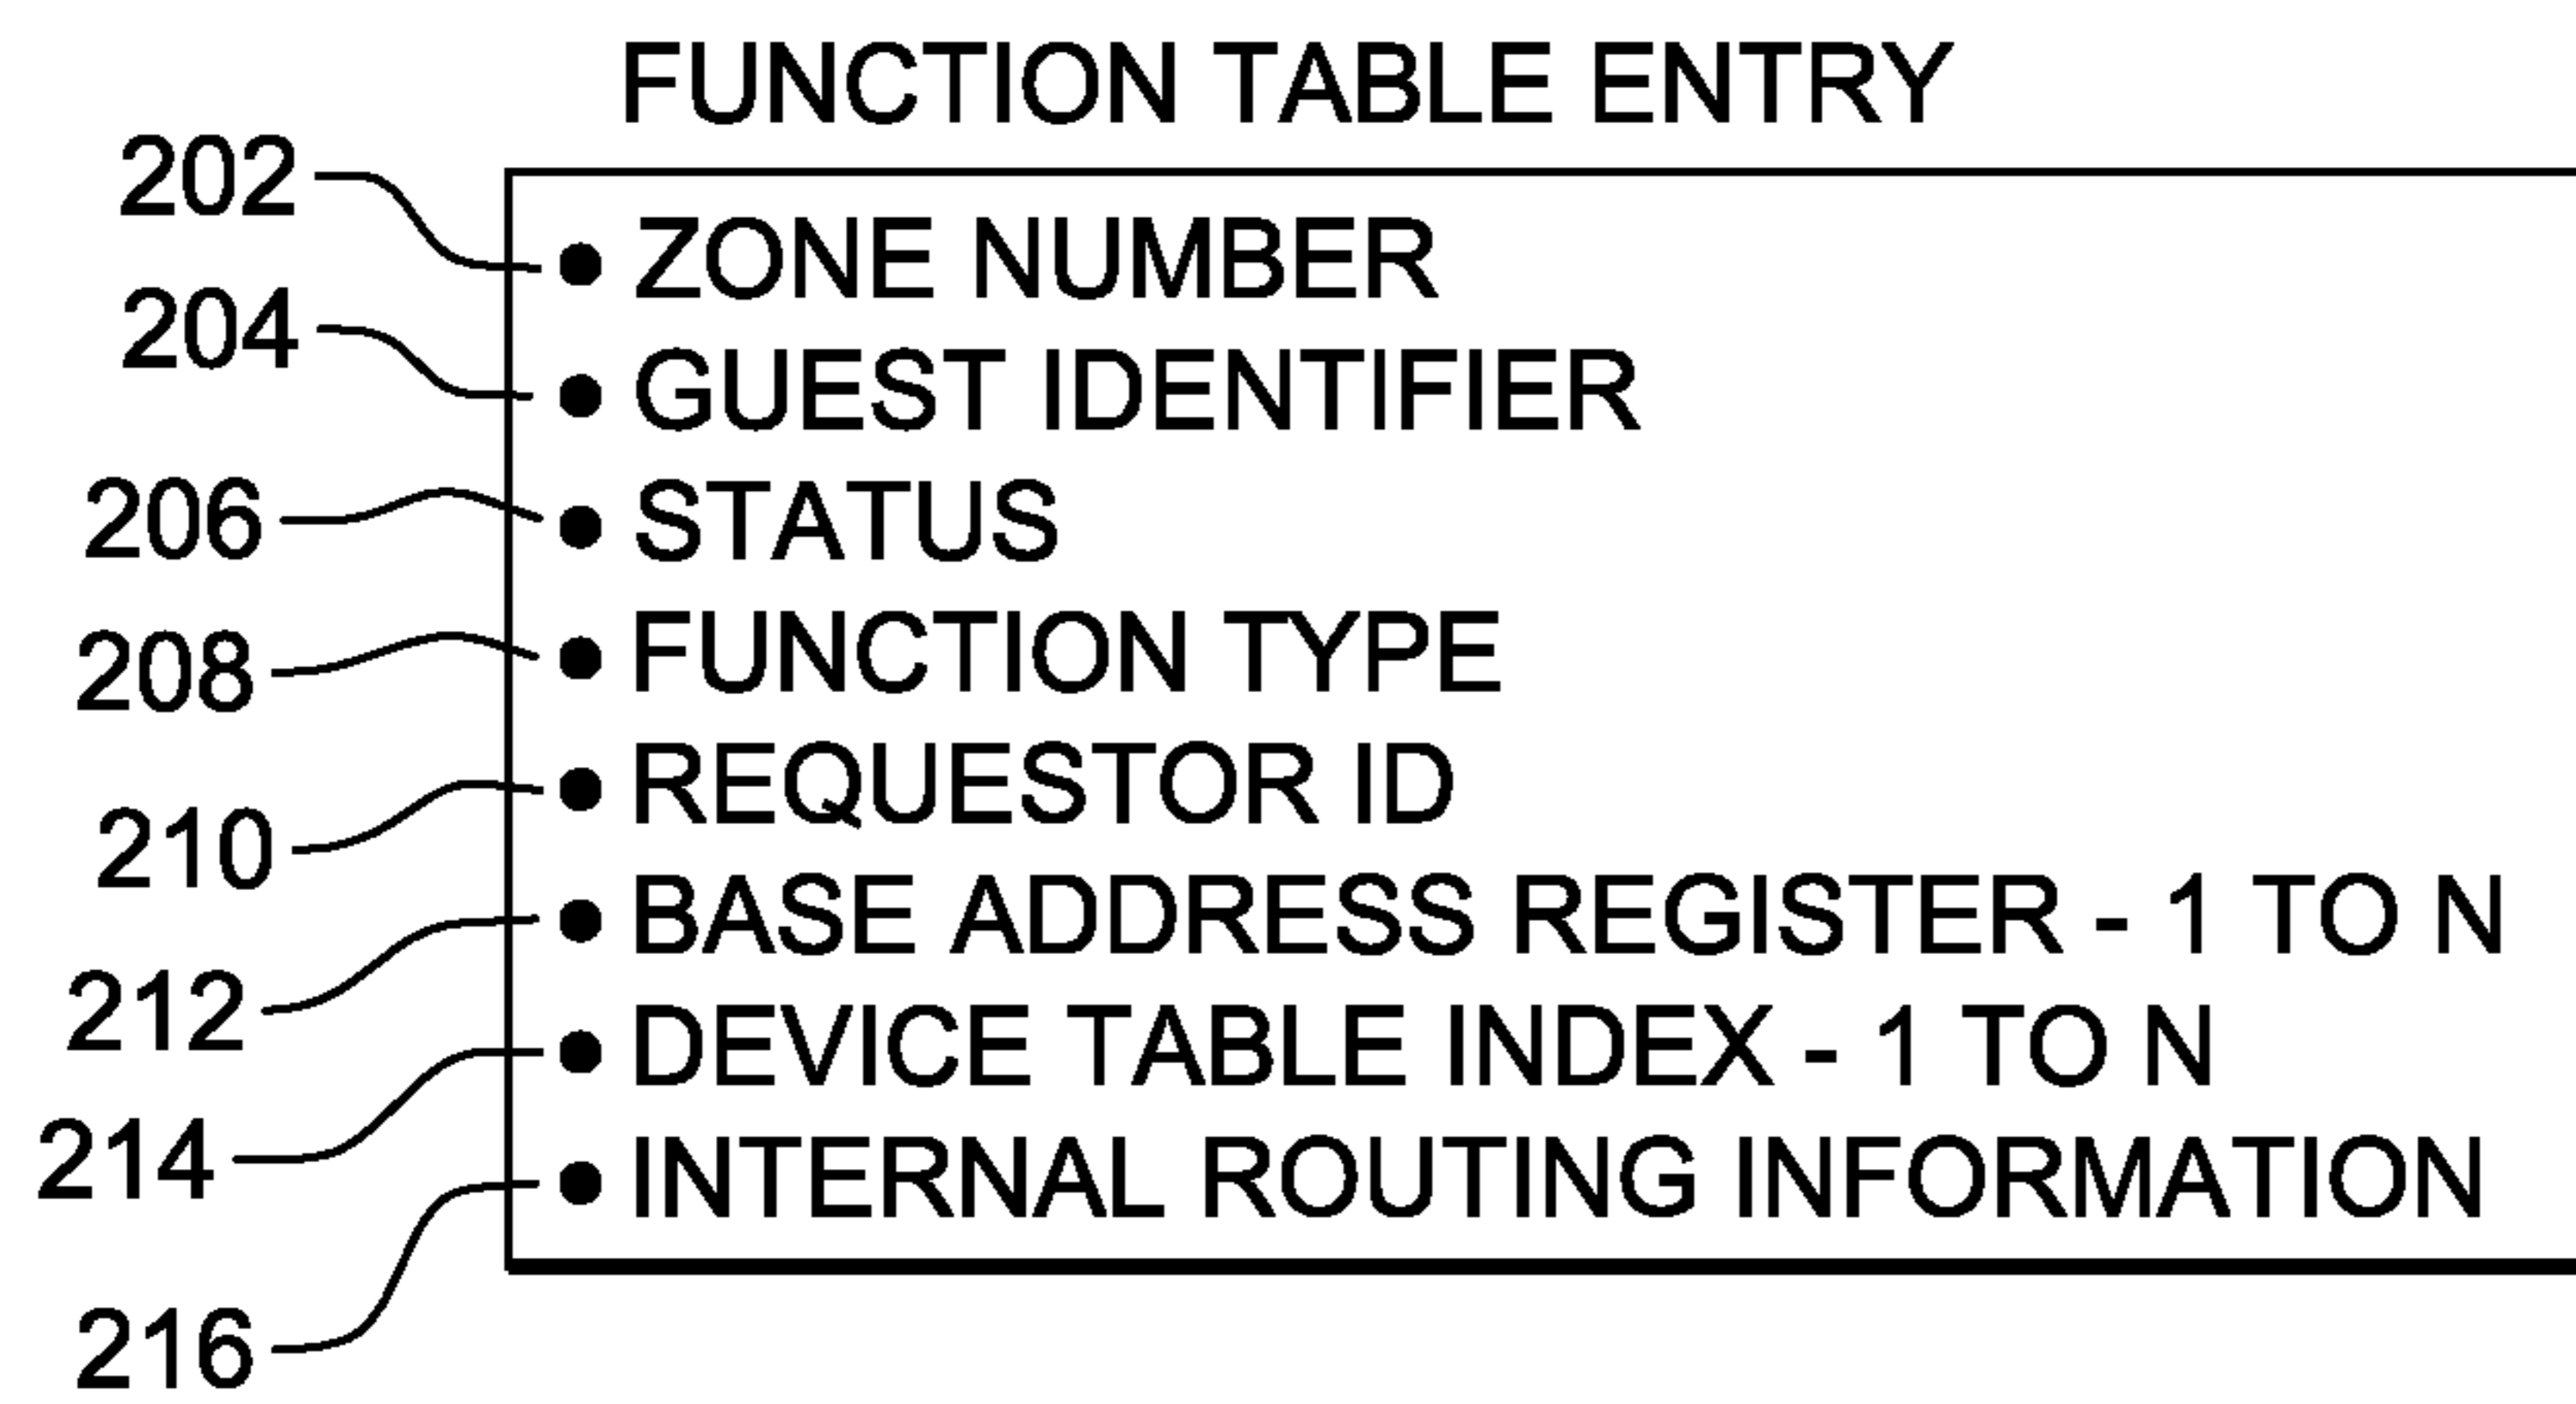 FUNCTION TABLE ENTRY
202 • ZONE NUMBER
204 • GUEST IDENTIFIER
206 • STATUS
208 • FUNCTION TYPE
210 • REQUESTOR ID
212 • BASE ADDRESS REGISTER - 1 TO N
214 • DEVICE TABLE INDEX - 1 TO N
216 • INTERNAL ROUTING INFORMATION